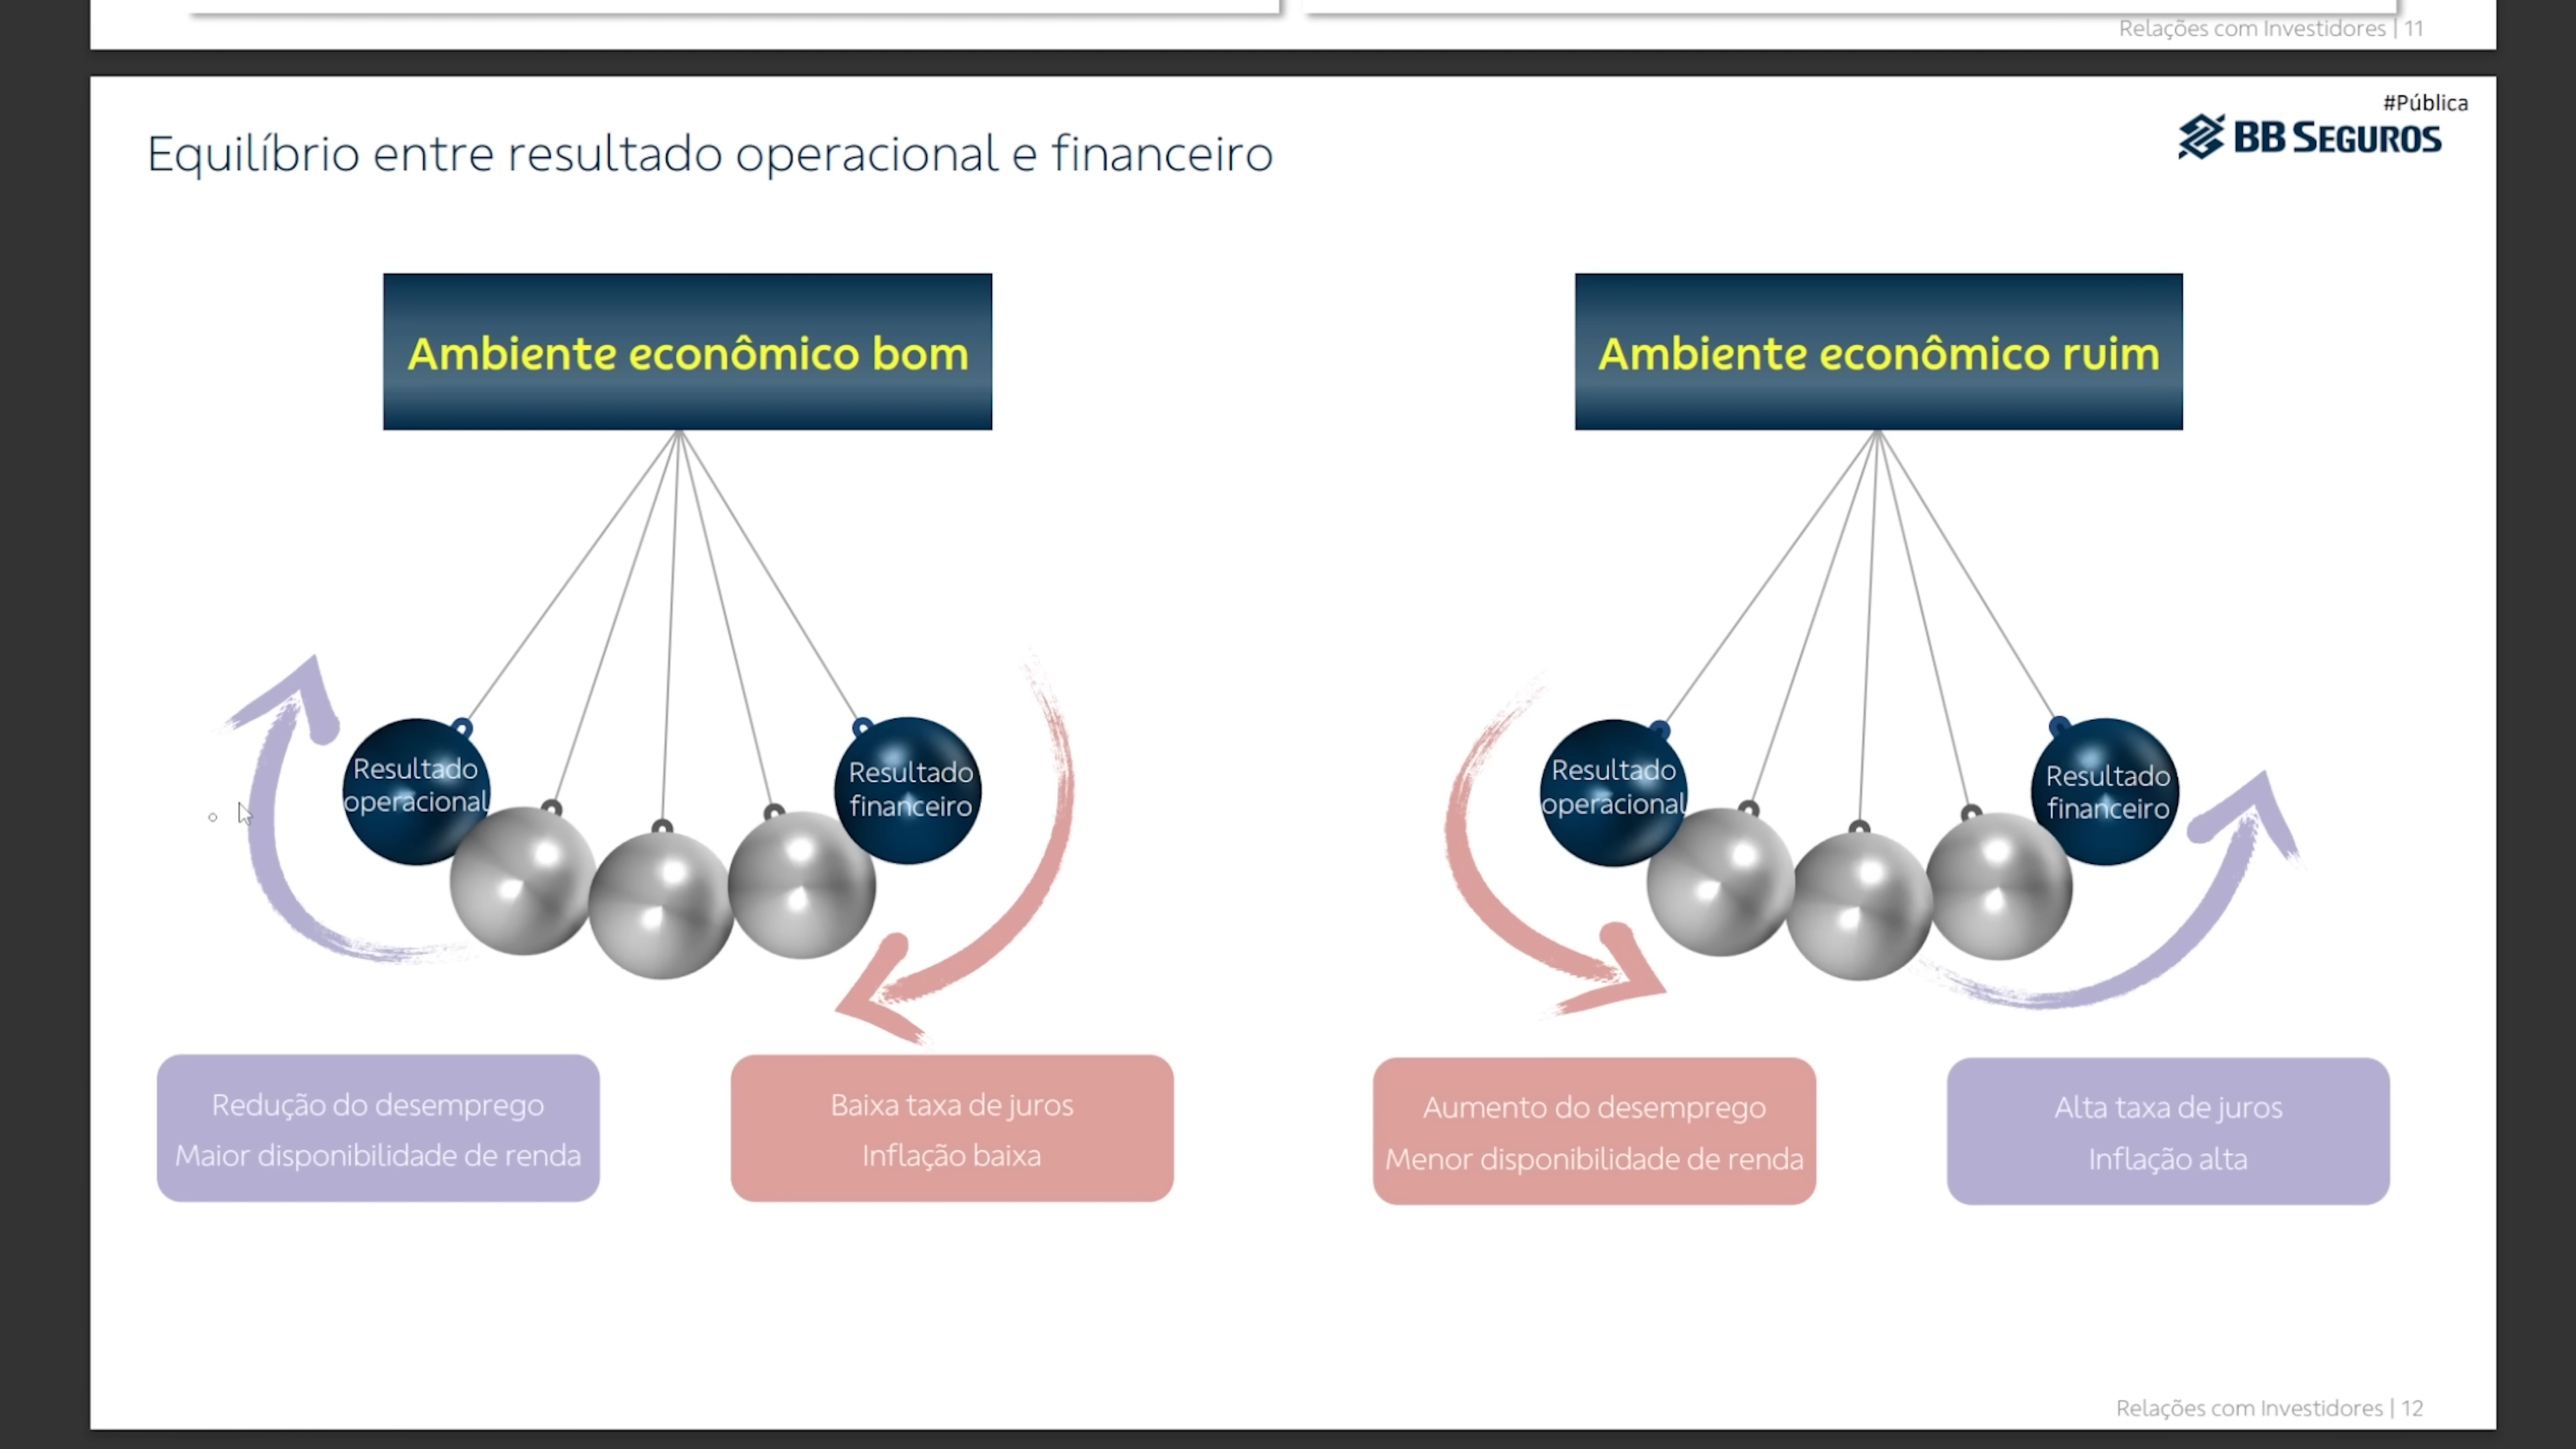 Relações com Investidores | 11
#Pública
BB SEGUROS
Equilíbrio entre resultado operacional e financeiro
Ambiente econômico bom
Resultado
operacional
Resultado
financeiro
Redução do desemprego
Maior disponibilidade de renda
Baixa taxa de juros
Inflação baixa
Ambiente econômico ruim
Resultado
operacional
Resultado
financeiro
Aumento do desemprego
Menor disponibilidade de renda
Alta taxa de juros
Inflação alta
Relações com Investidores | 12